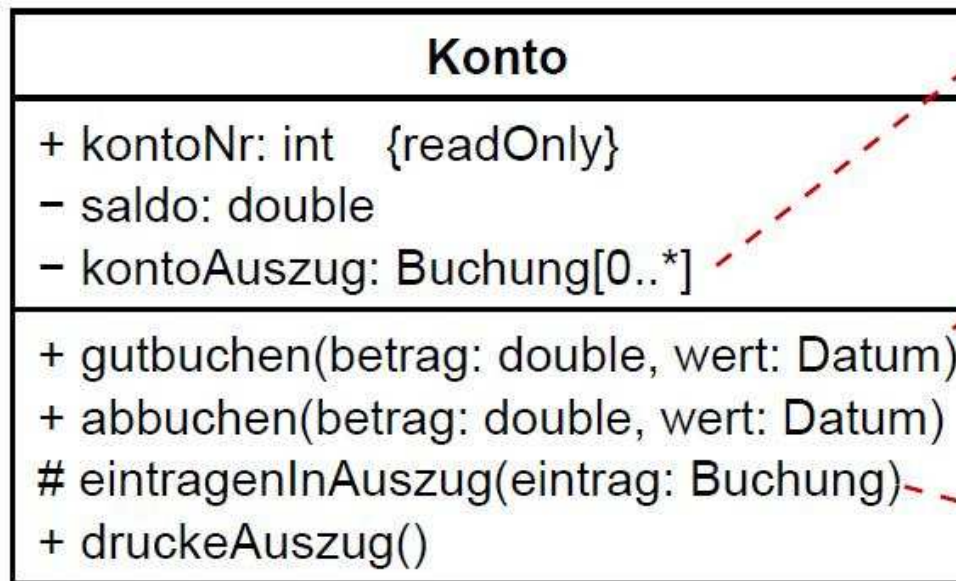 Konto
+ kontoNr: int {readOnly}
− saldo: double
− kontoAuszug: Buchung[0..*]
+ gutbuchen(betrag: double, wert: Datum)
+ abbuchen(betrag: double, wert: Datum)
# eintragenInAuszug(eintrag: Buchung)
+ druckeAuszug()